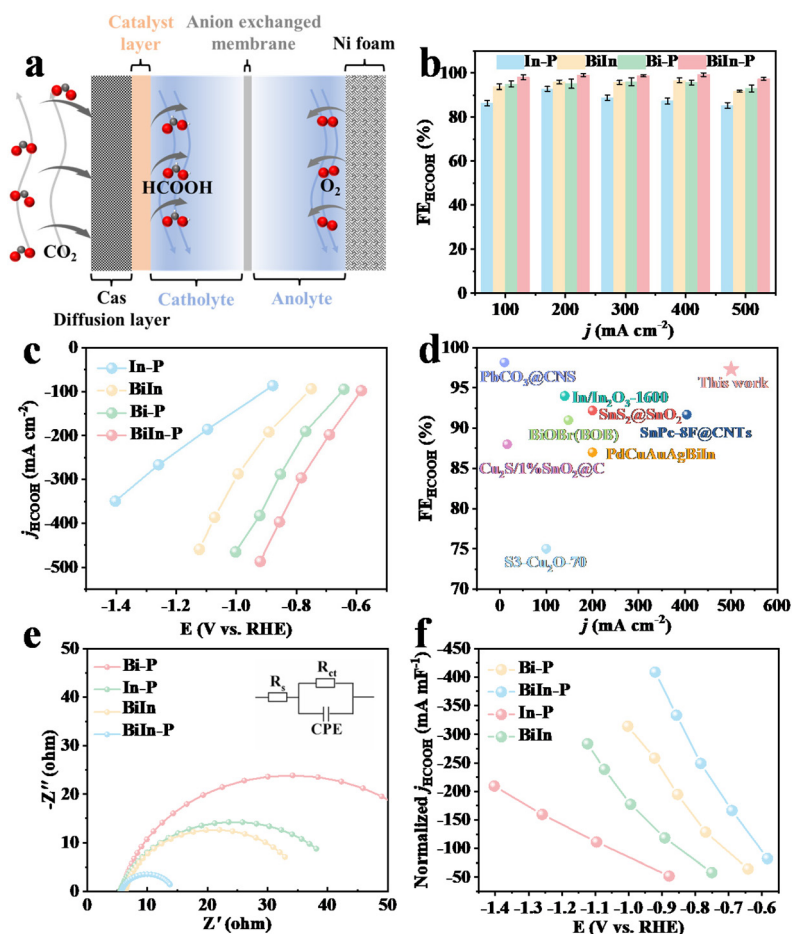 a
Catalyst
layer
Anion exchanged
membrane
Ni foam
CO2
HCOOH
O2
Cas
Diffusion layer
Catholyte
Anolyte
b
In-P BiIn Bi-P BiIn-P
FEHCOOH (%)
100
80
60
40
20
0
100 200 300 400 500
j (mA cm−2)
c
In-P
BiIn
Bi-P
BiIn-P
jHCOOH (mA cm−2)
0
-100
-200
-300
-400
-500
-1.4 -1.2 -1.0 -0.8 -0.6
E (V vs. RHE)
d
PbCO3@CNS
This work
In/In2O3-1600
SnS2@SnO2
BiOBr(BOB)
SnPc-8F@CNTs
Cu2S/1%SnO2@C
PdCuAuAgBiIn
S3-Cu2O-70
FEHCOOH (%)
100
95
90
85
80
75
70
0 100 200 300 400 500 600
j (mA cm−2)
e
Bi-P
In-P
BiIn
BiIn-P
Rs
Rct
CPE
-Z'' (ohm)
50
40
30
20
10
0
0 10 20 30 40 50
Z' (ohm)
f
Bi-P
BiIn-P
In-P
BiIn
Normalized jHCOOH (mA mF−1)
-450
-400
-350
-300
-250
-200
-150
-100
-50
-1.4 -1.3 -1.2 -1.1 -1.0 -0.9 -0.8 -0.7 -0.6
E (V vs. RHE)